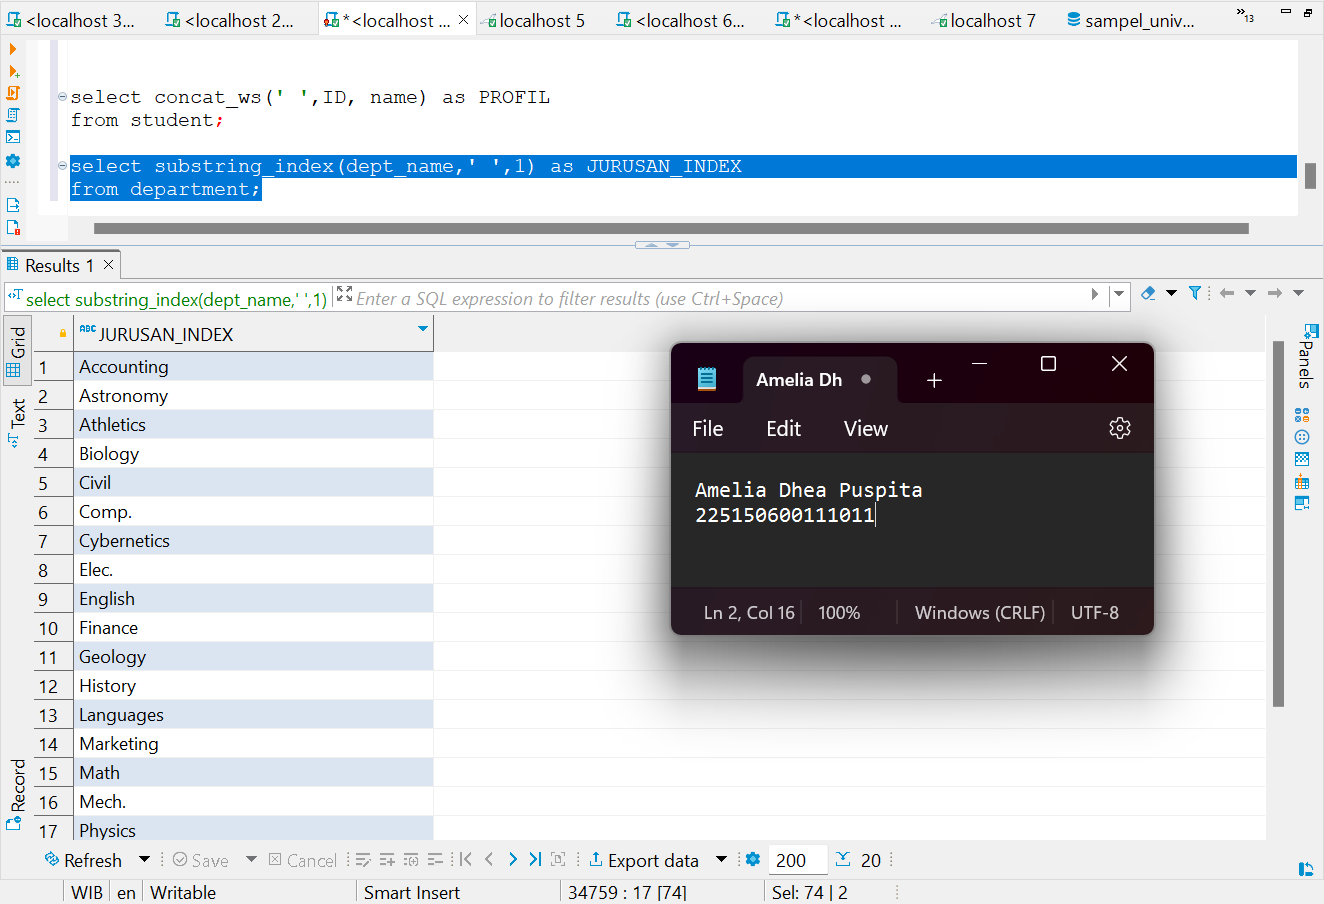 <localhost 3...
<localhost 2...
*<localhost ...
localhost 5
<localhost 6...
*<localhost ...
localhost 7
sampel_univ...
»13
select concat_ws(' ',ID, name) as PROFIL
from student;
select substring_index(dept_name,' ',1) as JURUSAN_INDEX
from department;
Results 1
select substring_index(dept_name,' ',1)
Enter a SQL expression to filter results (use Ctrl+Space)
Grid
Text
Record
Panels
ABC JURUSAN_INDEX
1 Accounting
2 Astronomy
3 Athletics
4 Biology
5 Civil
6 Comp.
7 Cybernetics
8 Elec.
9 English
10 Finance
11 Geology
12 History
13 Languages
14 Marketing
15 Math
16 Mech.
17 Physics
Amelia Dh
File Edit View
Amelia Dhea Puspita
225150600111011
Ln 2, Col 16 100% Windows (CRLF) UTF-8
Refresh Save Cancel Export data 200 20
WIB en Writable Smart Insert 34759 : 17 [74] Sel: 74 | 2